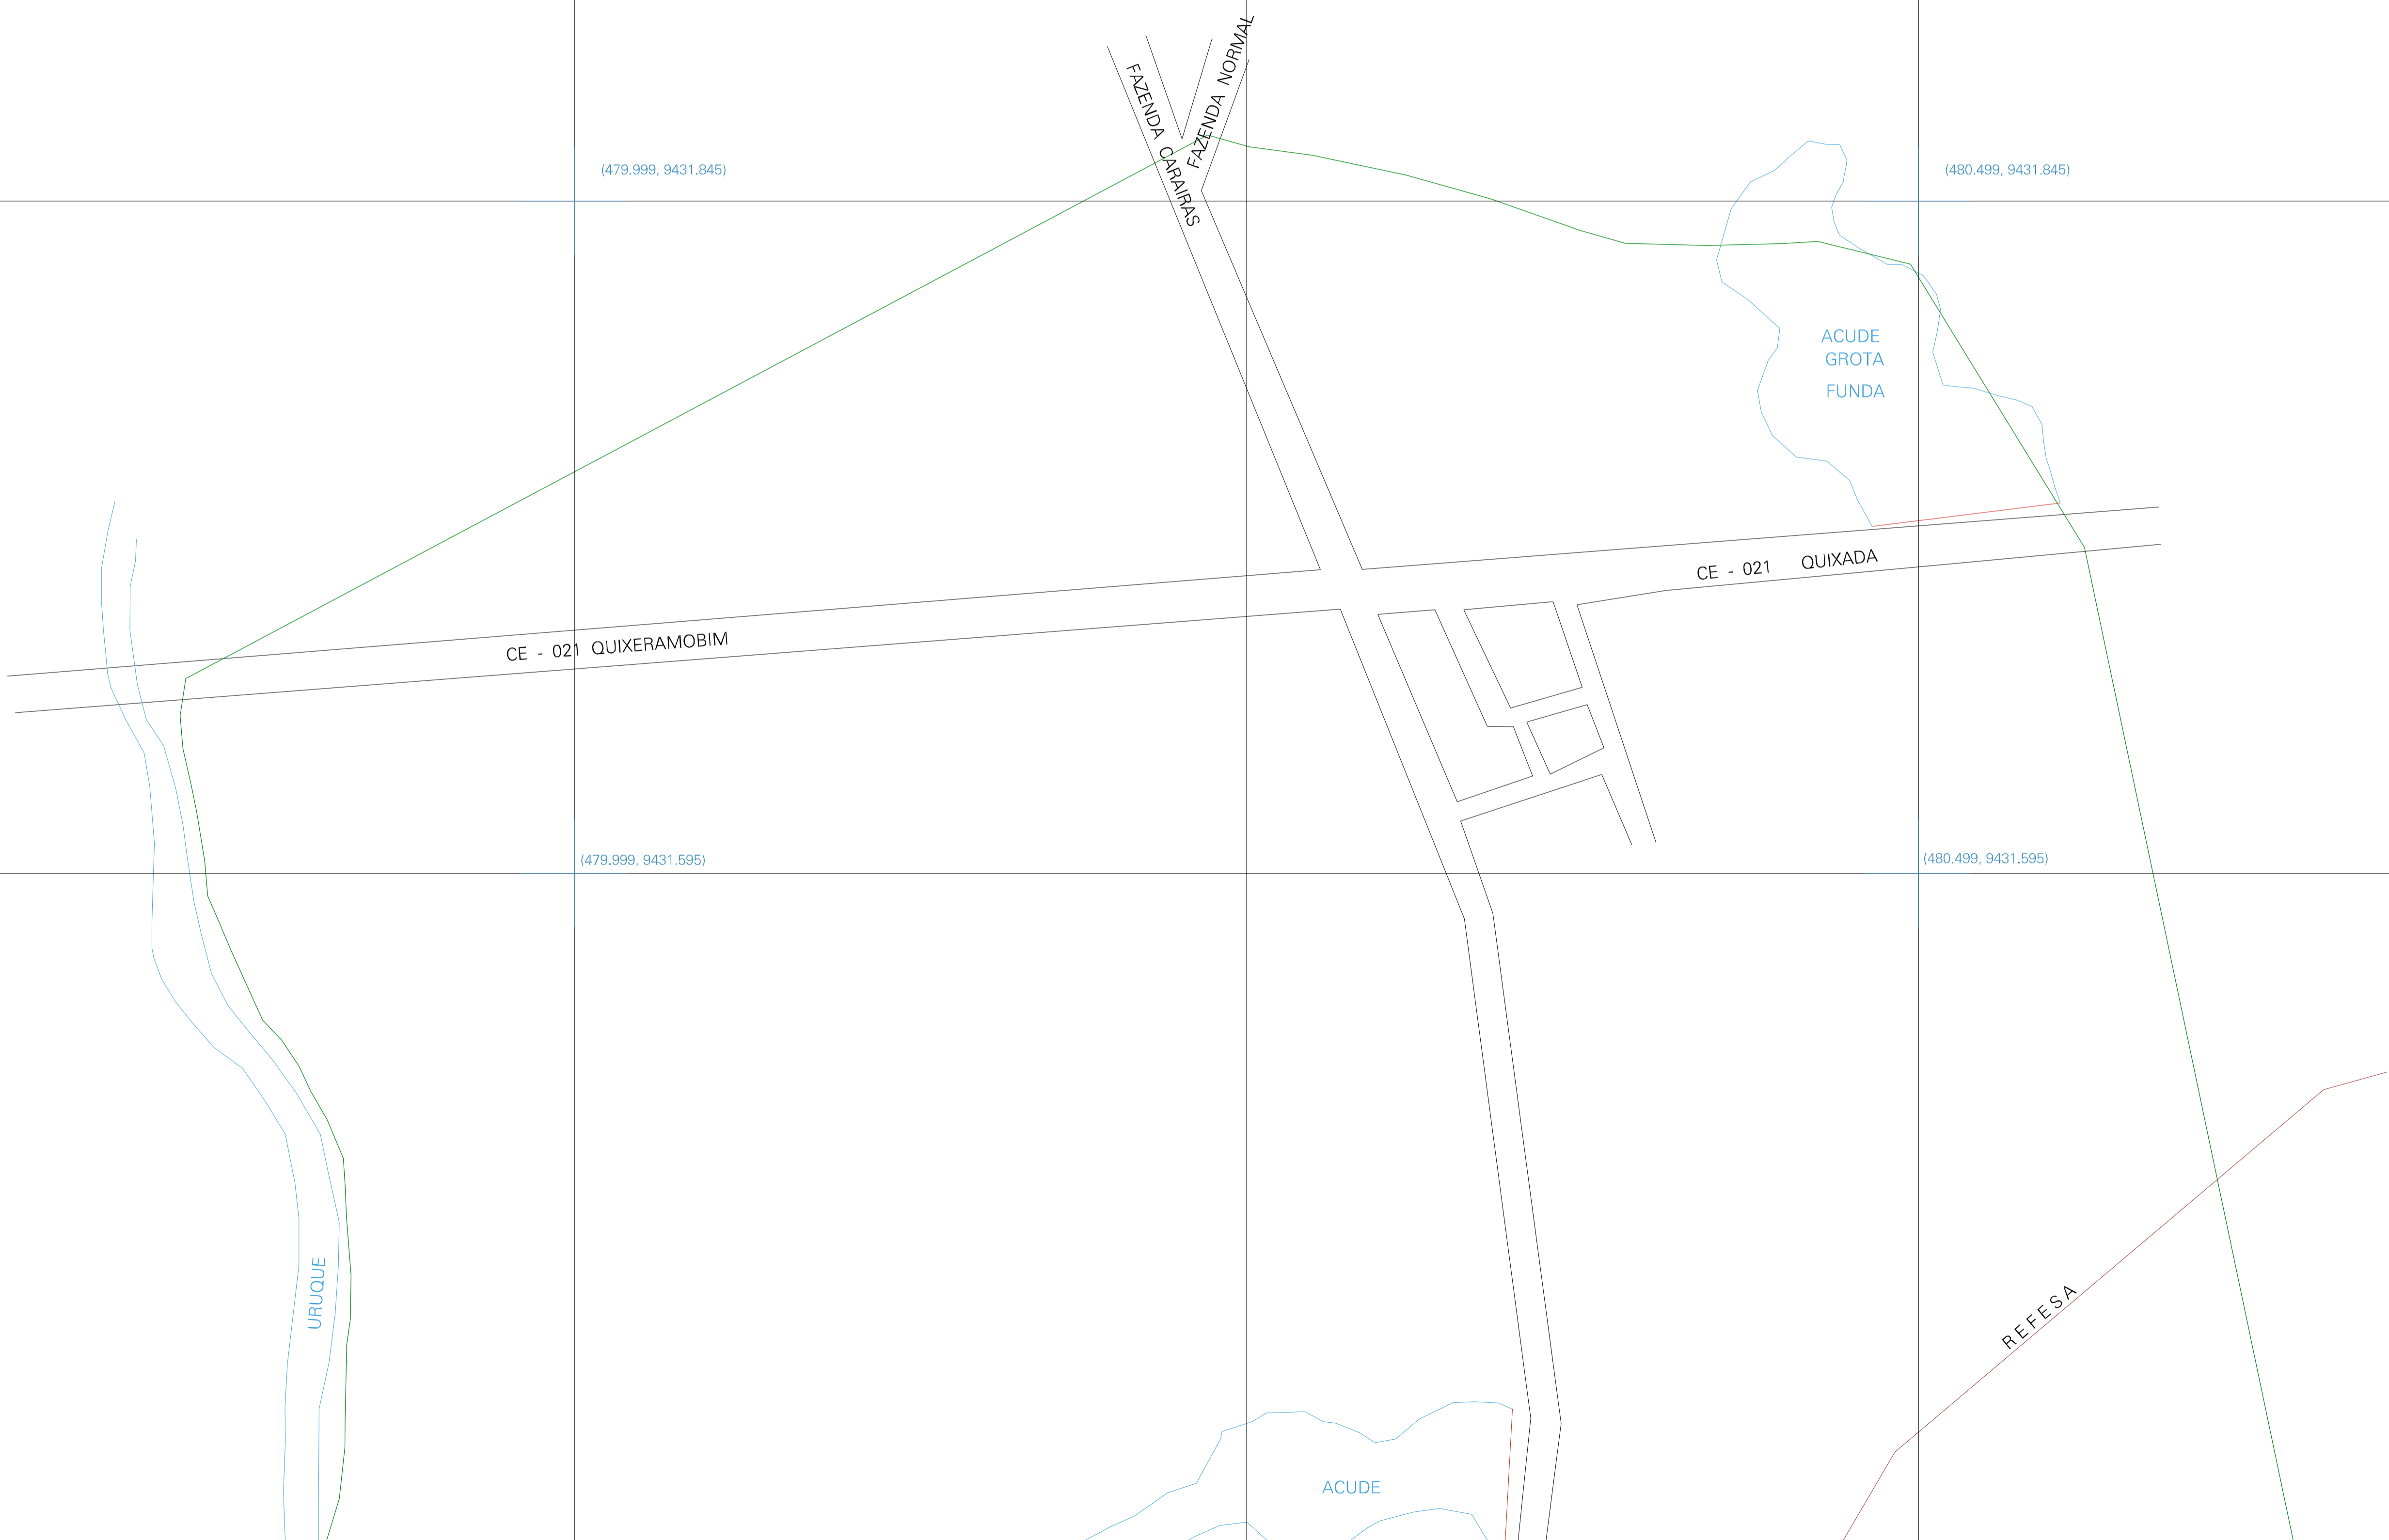 FAZENDA NORMAL
FAZENDA CARAIRAS
(479.999, 9431.845)
(480.499, 9431.845)
ACUDE
GROTA
FUNDA
CE - 021 QUIXADA
CE - 021 QUIXERAMOBIM
(479.999, 9431.595)
(480.499, 9431.595)
URUQUE
REFESA
ACUDE